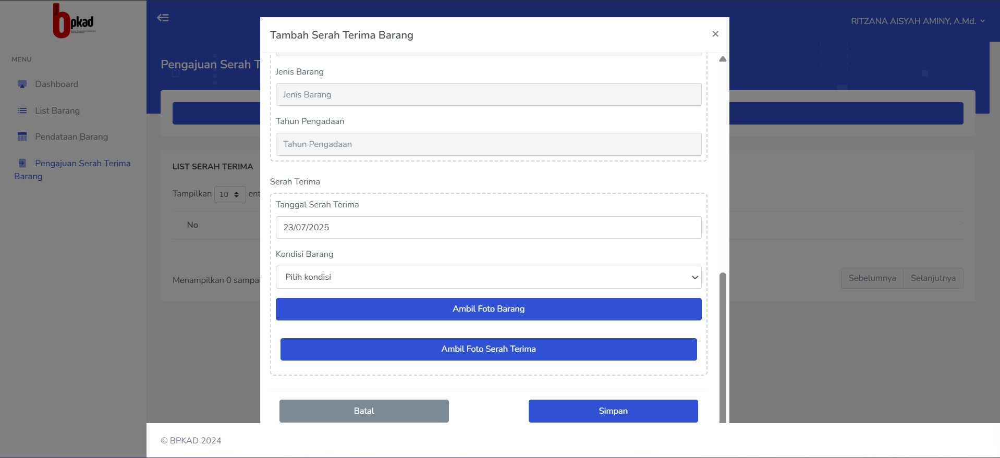 bpkad
RITZANA AISYAH AMINY, A.Md.
MENU
Dashboard
List Barang
Pendataan Barang
Pengajuan Serah Terima
Barang
Pengajuan Serah T
LIST SERAH TERIMA
Tampilkan 10 ent
No
Menampilkan 0 sampai
Sebelumnya Selanjutnya
Tambah Serah Terima Barang
×
Jenis Barang
Jenis Barang
Tahun Pengadaan
Tahun Pengadaan
Serah Terima
Tanggal Serah Terima
23/07/2025
Kondisi Barang
Pilih kondisi
Ambil Foto Barang
Ambil Foto Serah Terima
Batal Simpan
© BPKAD 2024